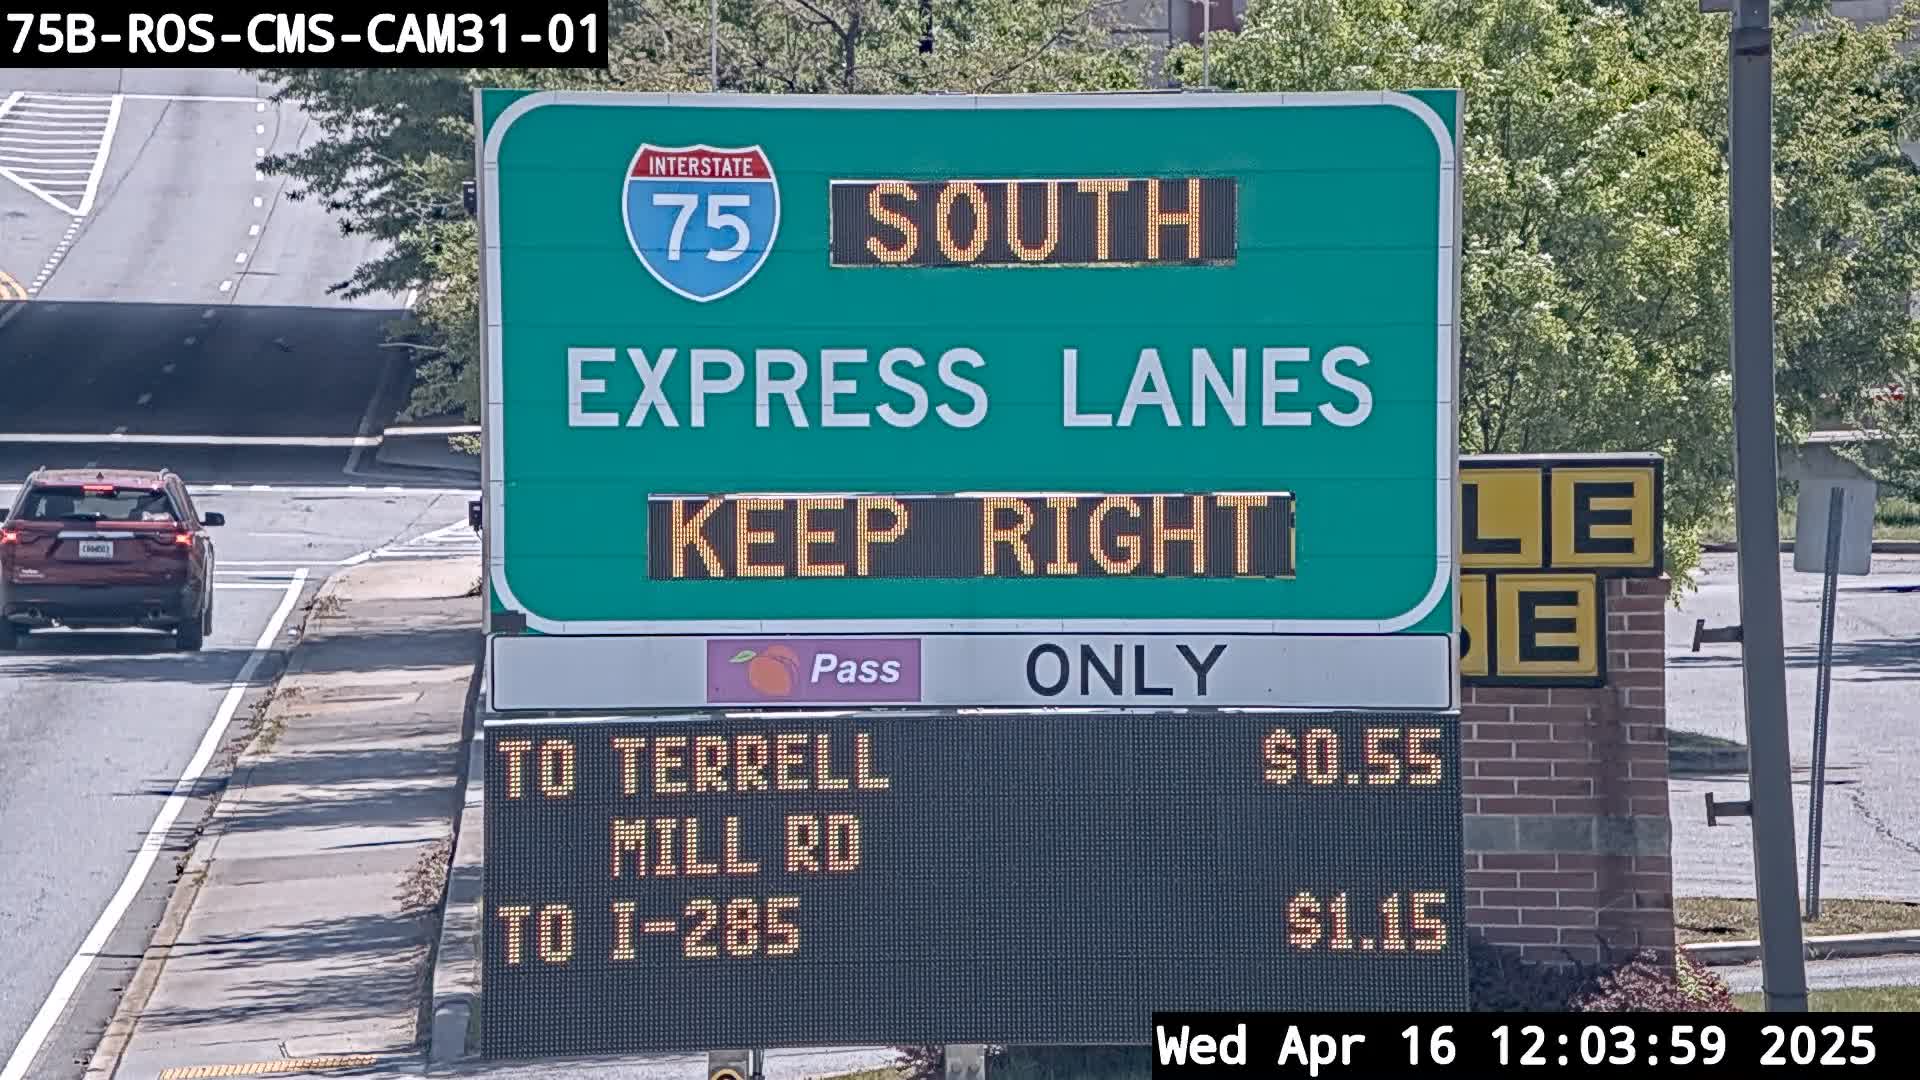 75B-ROS-CMS-CAM31-01
INTERSTATE
75
SOUTH
EXPRESS LANES
KEEP RIGHT
LE
E
Pass ONLY
TO TERRELL $0.55
MILL RD
TO I-285 $1.15
Wed Apr 16 12:03:59 2025